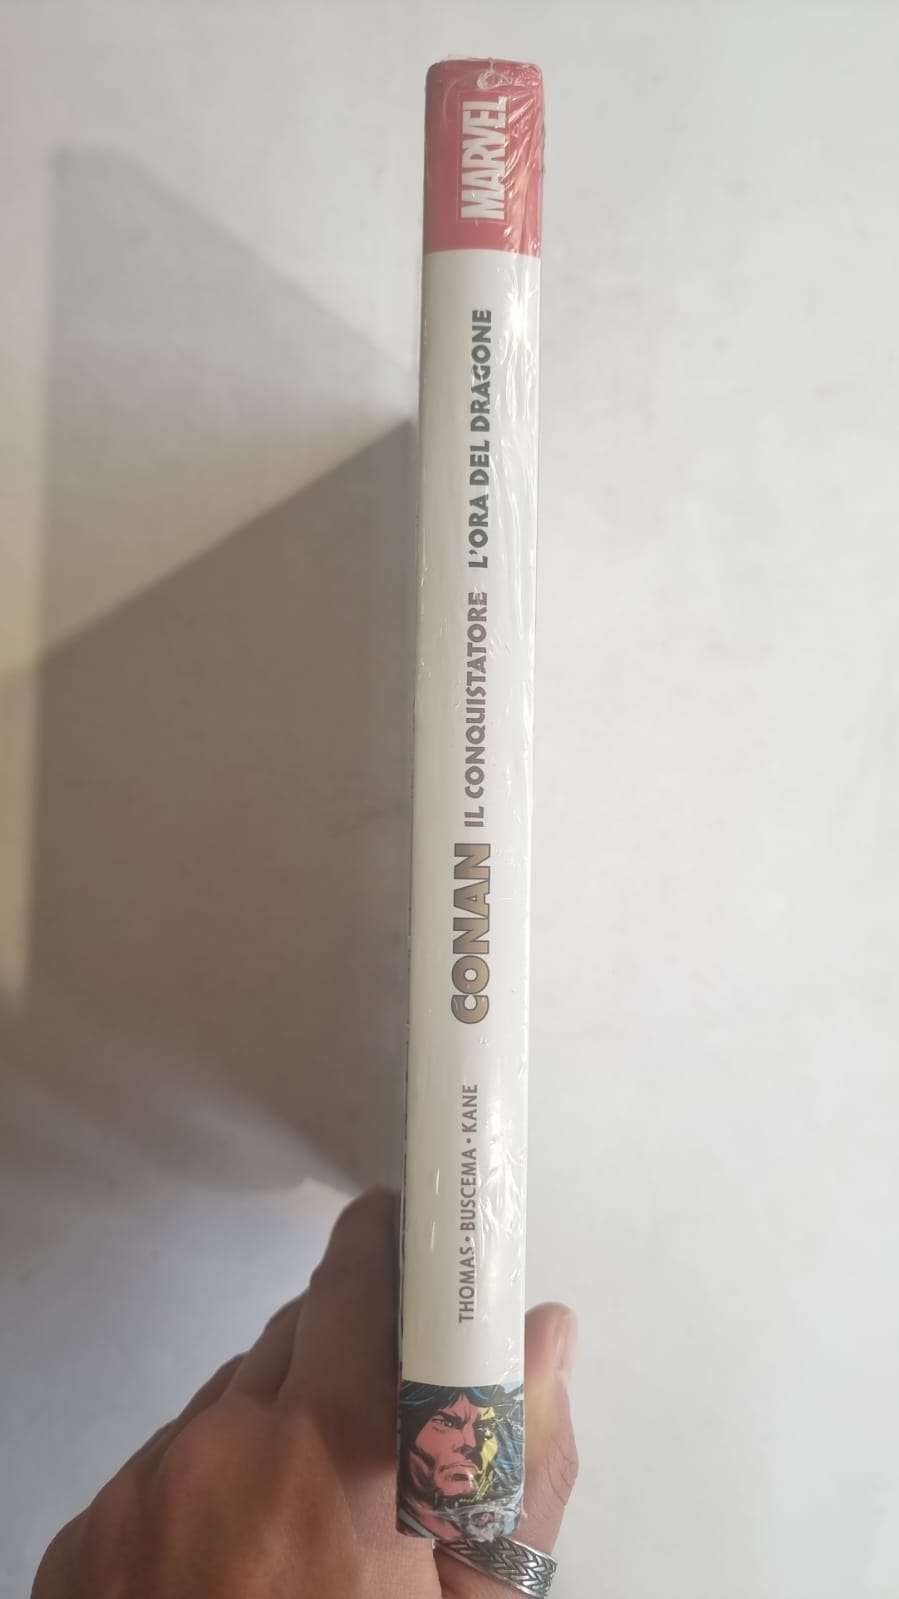 MARVEL
CONAN IL CONQUISTATORE L'ORA DEL DRAGONE
THOMAS • BUSCEMA • KANE